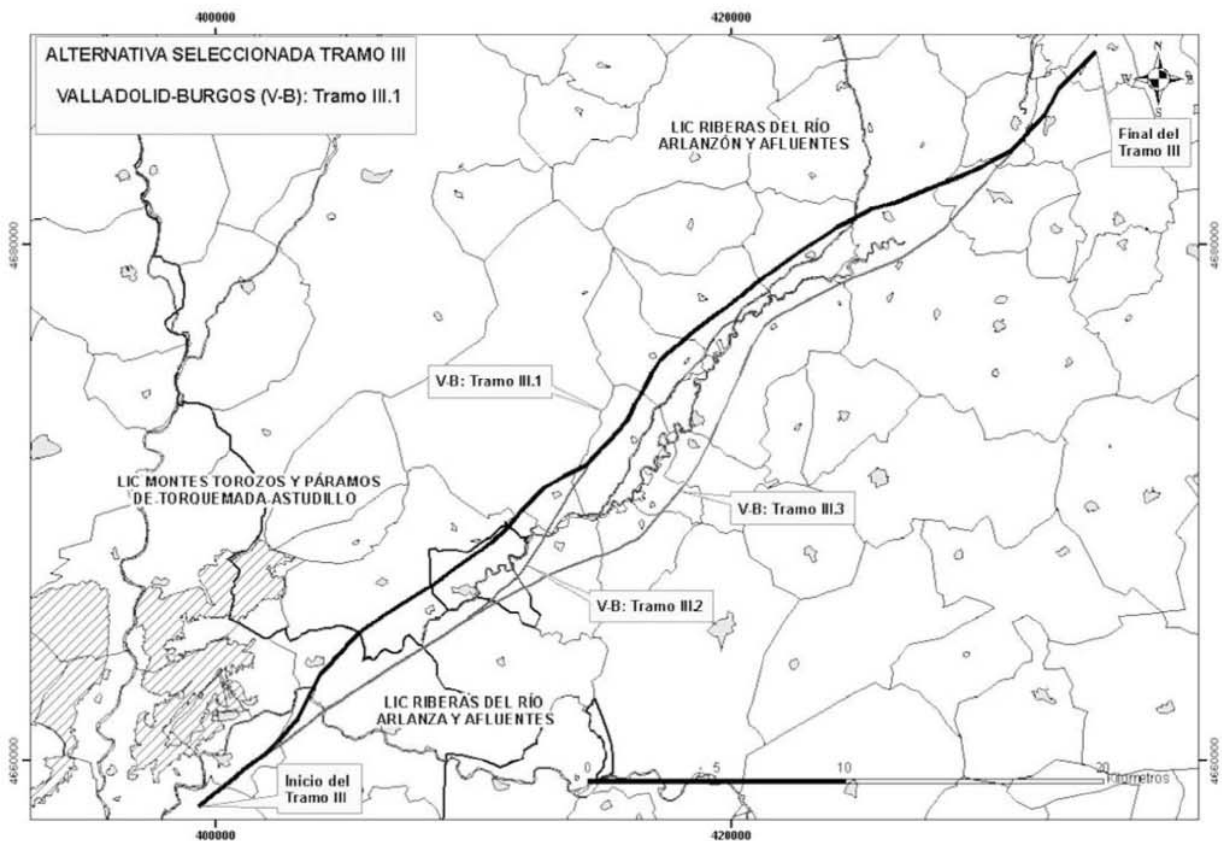 400000
420000
ALTERNATIVA SELECCIONADA TRAMO III
VALLADOLID-BURGOS (V-B): Tramo III.1
N
W
E
S
LIC RIBERAS DEL RÍO
ARLANZÓN Y AFLUENTES
Final del
Tramo III
4680000
4680000
V-B: Tramo III.1
LIC MONTES TOROZOS Y PÁRAMOS
DE TORQUEMADA-ASTUDILLO
V-B: Tramo III.3
V-B: Tramo III.2
LIC RIBERAS DEL RÍO
ARLANZA Y AFLUENTES
4660000
4660000
Inicio del
Tramo III
0
5
10
20
Kilómetros
400000
420000